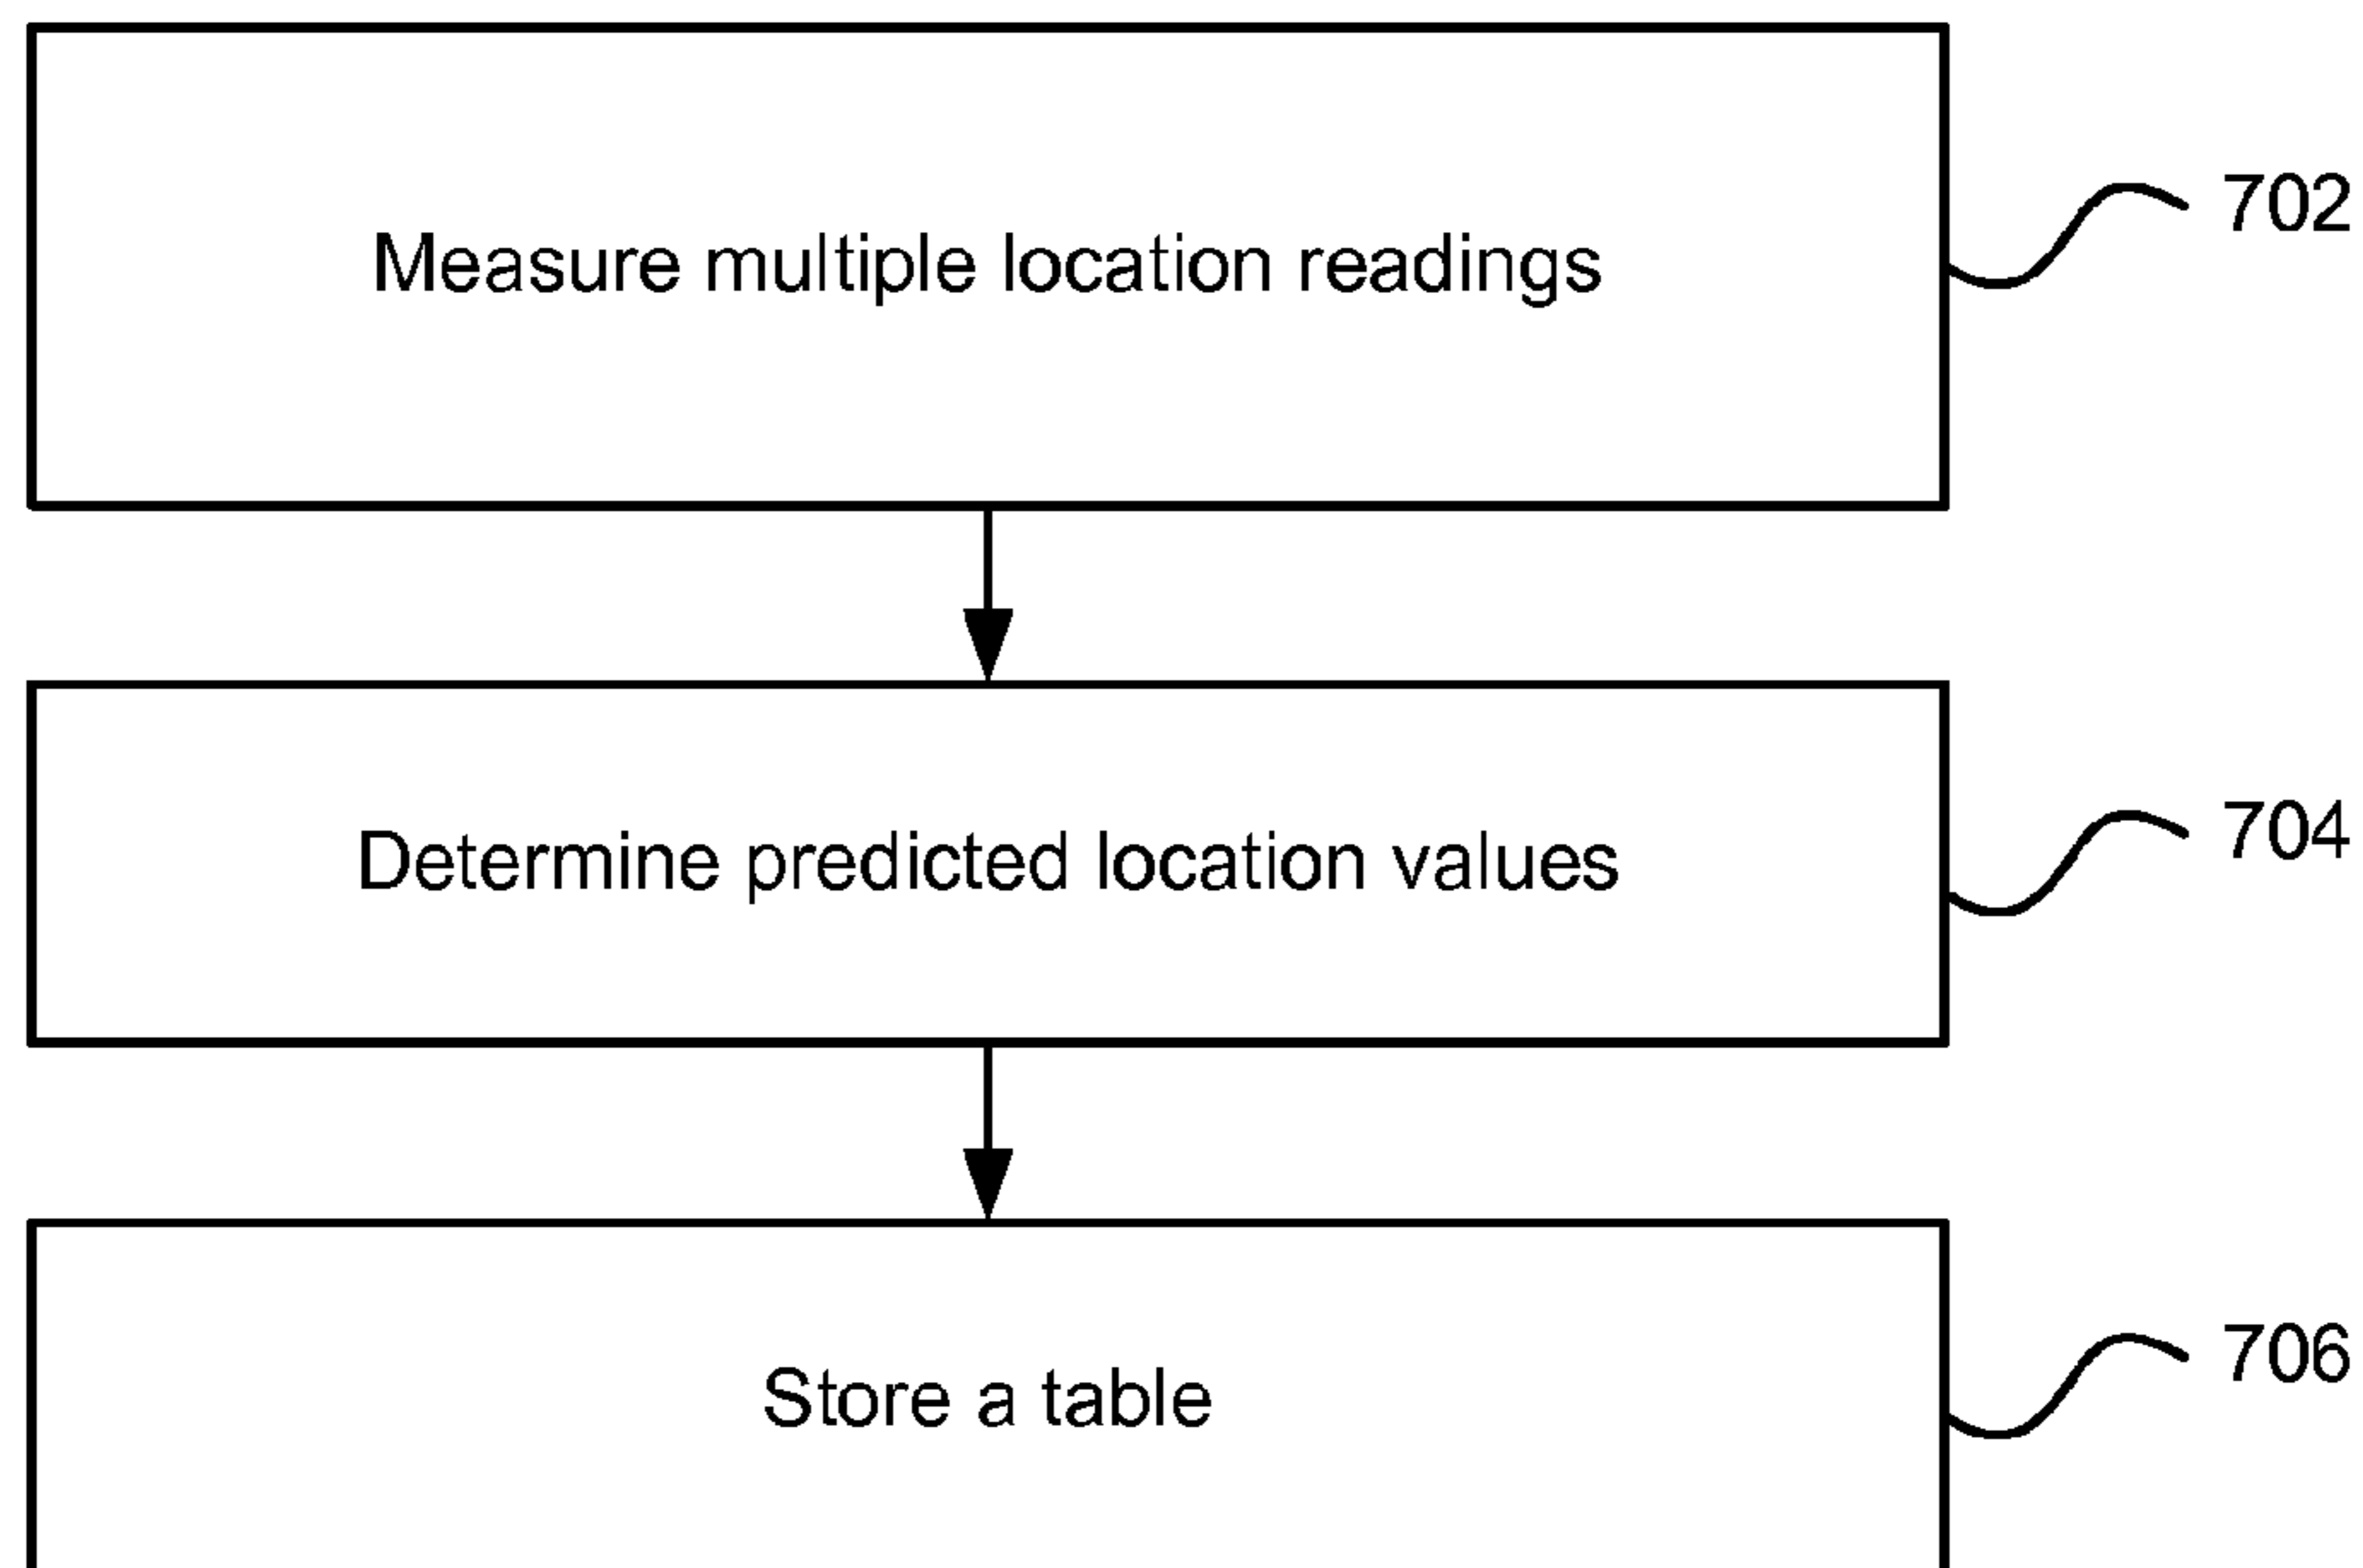 Measure multiple location readings
702
Determine predicted location values
704
Store a table
706